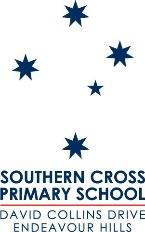 SOUTHERN CROSS
PRIMARY SCHOOL
DAVID COLLINS DRIVE
ENDEAVOUR HILLS